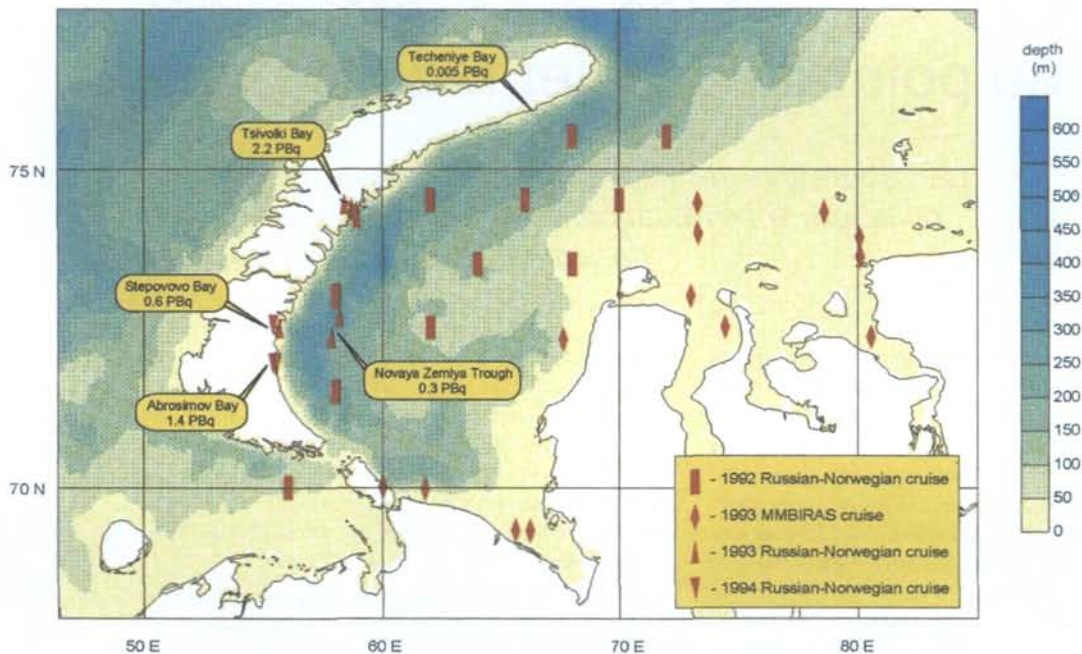 Techeniye Bay
0.005 PBq
depth
(m)
Tsivolki Bay
2.2 PBq
600
550
500
450
400
350
300
250
200
150
100
50
0
75 N
Stepovovo Bay
0.6 PBq
Novaya Zemlya Trough
0.3 PBq
Abrosimov Bay
1.4 PBq
70 N
- 1992 Russian-Norwegian cruise
- 1993 MMBIRAS cruise
- 1993 Russian-Norwegian cruise
- 1994 Russian-Norwegian cruise
50 E
60 E
70 E
80 E